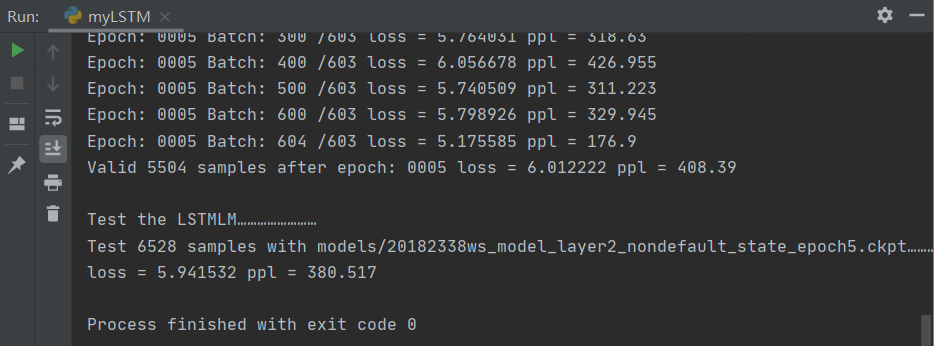 Run: myLSTM
Epoch: 0005 Batch: 300 /603 loss = 5.764031 ppl = 318.63
Epoch: 0005 Batch: 400 /603 loss = 6.056678 ppl = 426.955
Epoch: 0005 Batch: 500 /603 loss = 5.740509 ppl = 311.223
Epoch: 0005 Batch: 600 /603 loss = 5.798926 ppl = 329.945
Epoch: 0005 Batch: 604 /603 loss = 5.175585 ppl = 176.9
Valid 5504 samples after epoch: 0005 loss = 6.012222 ppl = 408.39
Test the LSTMLM……………………
Test 6528 samples with models/20182338ws_model_layer2_nondefault_state_epoch5.ckpt………
loss = 5.941532 ppl = 380.517
Process finished with exit code 0